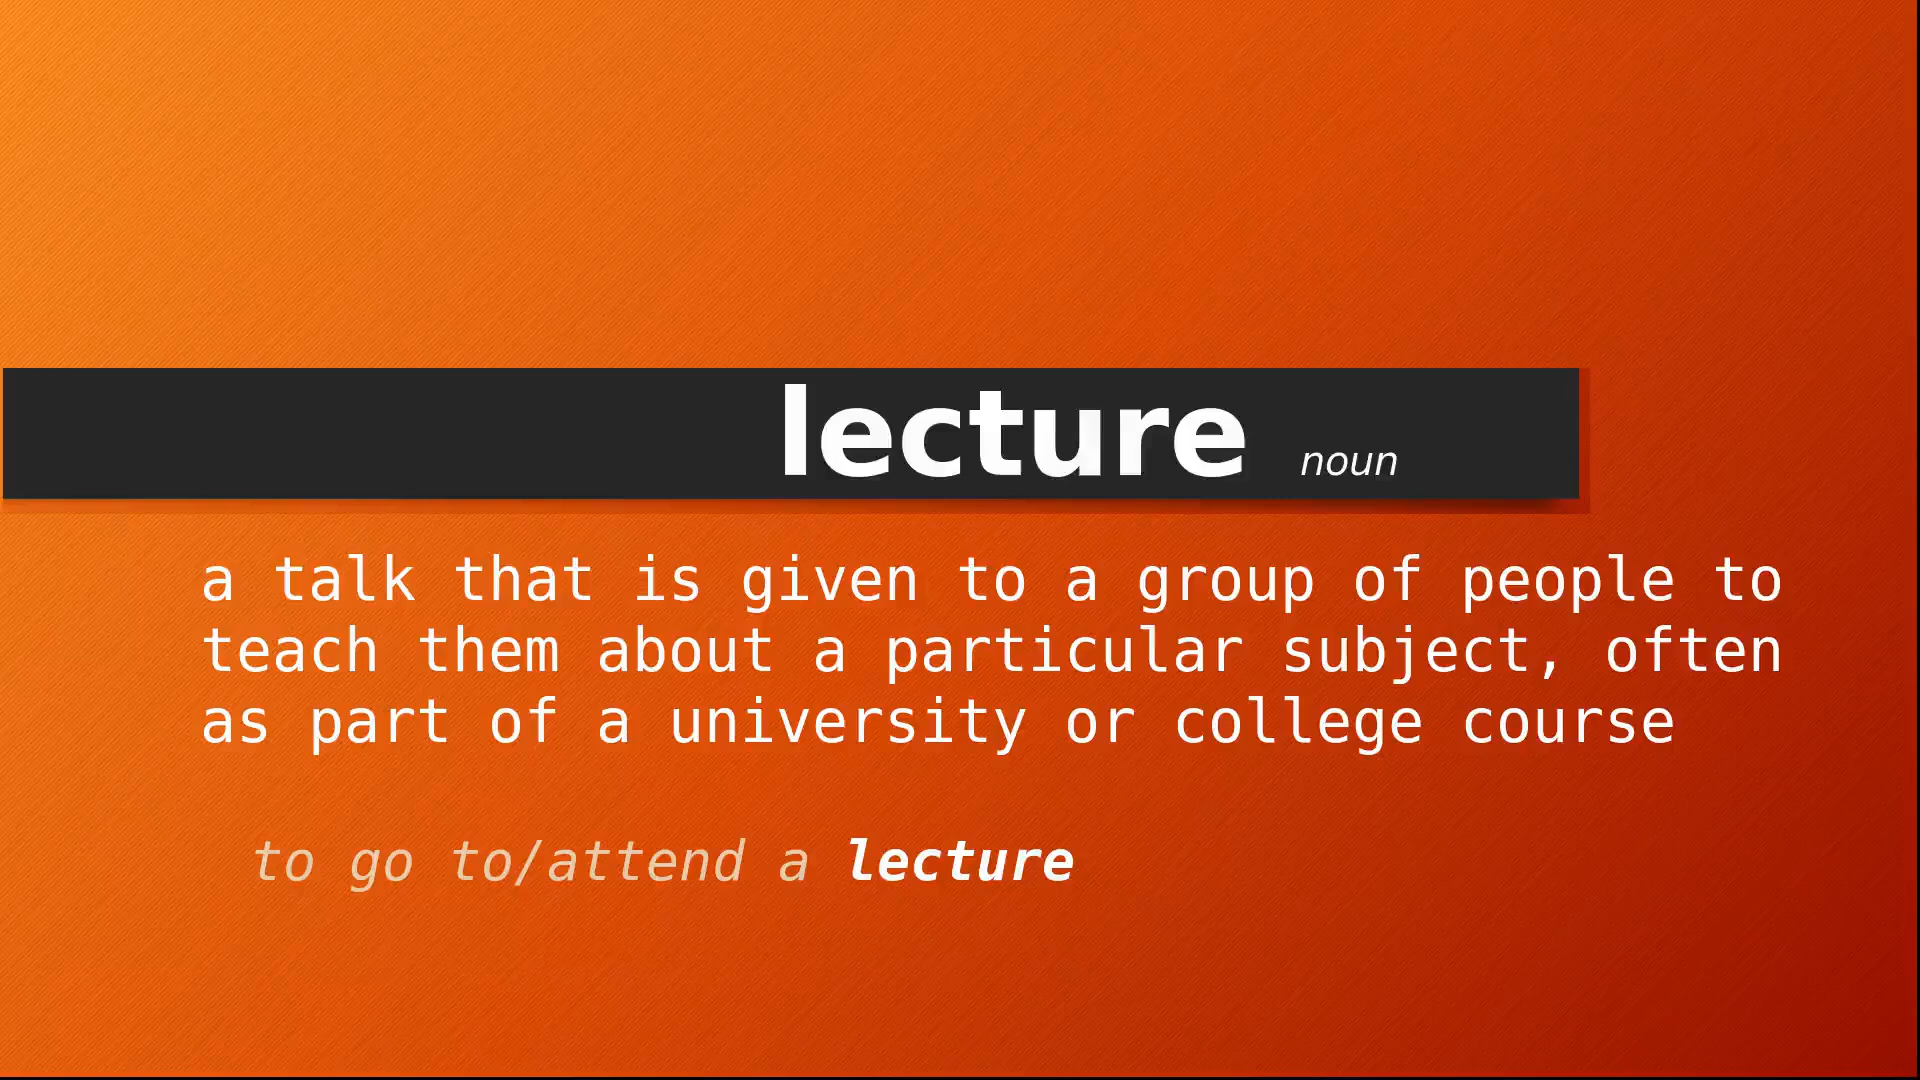 lecture noun
a talk that is given to a group of people to
teach them about a particular subject, often
as part of a university or college course
to go to/attend a lecture